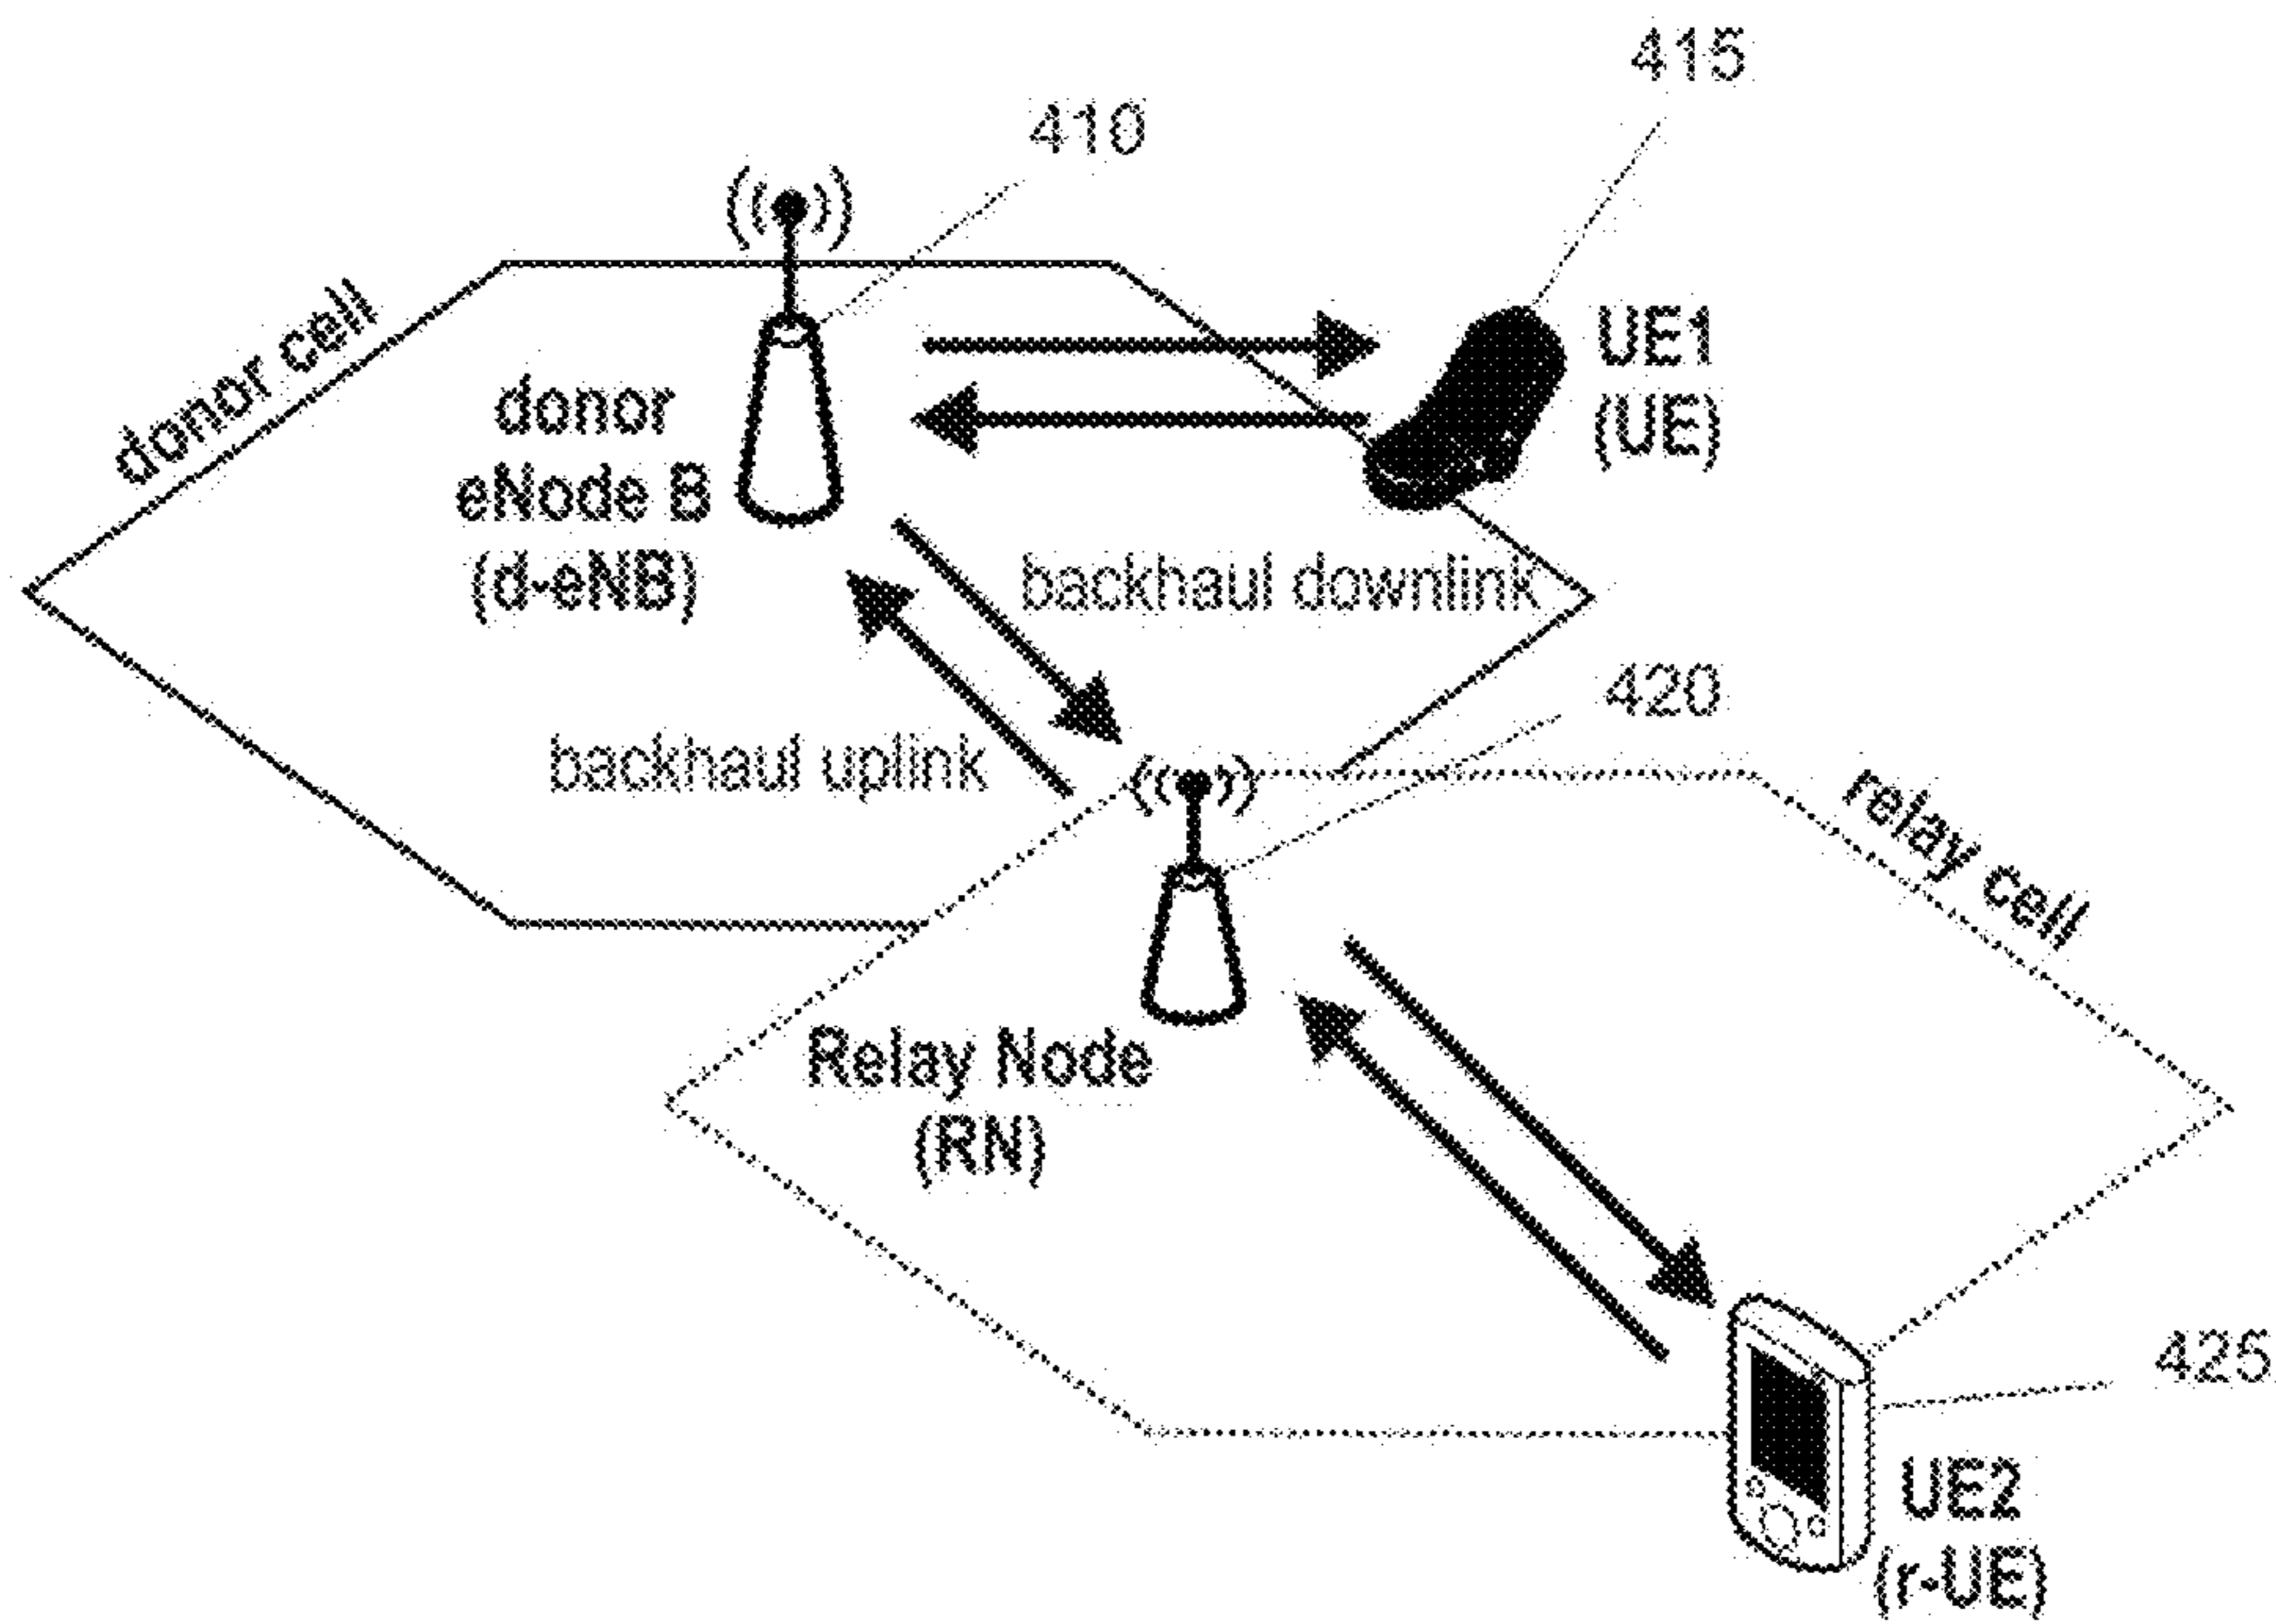 415
410
donor cell
UE1
(UE)
donor
eNode B
(d-eNB)
backhaul downlink
420
backhaul uplink
relay cell
Relay Node
(RN)
425
UE2
(r-UE)